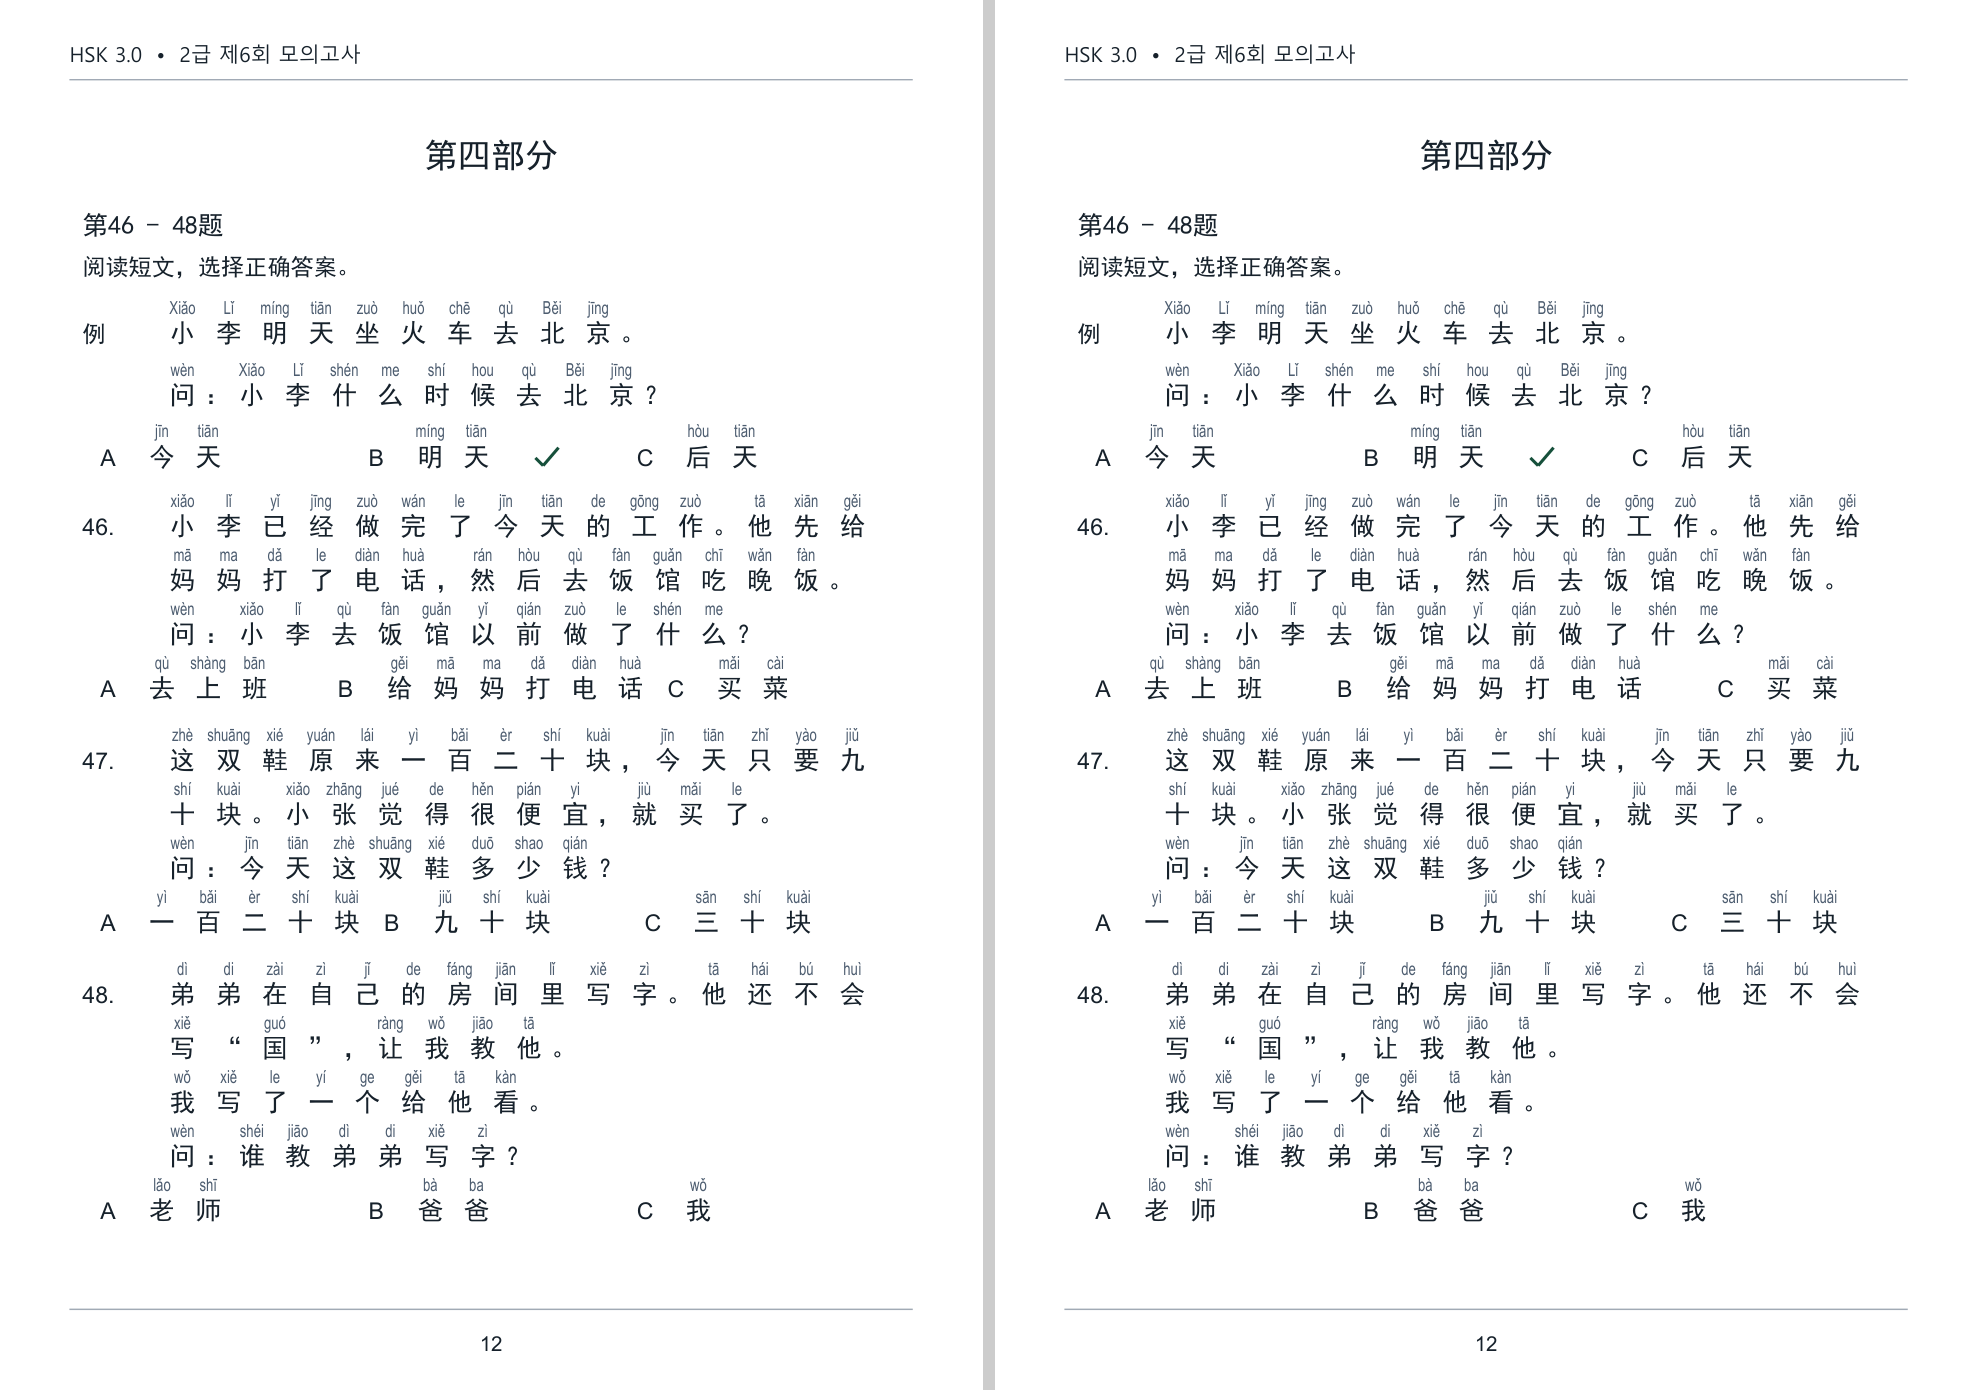 HSK 3.0 • 2급 제6회 모의고사
第四部分
第46 – 48题
阅读短文，选择正确答案。
Xiǎo Lǐ míng tiān zuò huǒ chē qù Běi jīng
例 小李明天坐火车去北京。
wèn Xiǎo Lǐ shén me shí hou qù Běi jīng
问：小李什么时候去北京？
jīn tiān míng tiān hòu tiān
A 今天 B 明天 ✓ C 后天
xiǎo lǐ yǐ jīng zuò wán le jīn tiān de gōng zuò tā xiān gěi
46. 小李已经做完了今天的工作。他先给
mā ma dǎ le diàn huà rán hòu qù fàn guǎn chī wǎn fàn
妈妈打了电话，然后去饭馆吃晚饭。
wèn xiǎo lǐ qù fàn guǎn yǐ qián zuò le shén me
问：小李去饭馆以前做了什么？
qù shàng bān gěi mā ma dǎ diàn huà mǎi cài
A 去上班 B 给妈妈打电话 C 买菜
zhè shuāng xié yuán lái yì bǎi èr shí kuài jīn tiān zhǐ yào jiǔ
47. 这双鞋原来一百二十块，今天只要九
shí kuài xiǎo zhāng jué de hěn pián yi jiù mǎi le
十块。小张觉得很便宜，就买了。
wèn jīn tiān zhè shuāng xié duō shao qián
问：今天这双鞋多少钱？
yì bǎi èr shí kuài jiǔ shí kuài sān shí kuài
A 一百二十块 B 九十块 C 三十块
dì di zài zì jǐ de fáng jiān lǐ xiě zì tā hái bú huì
48. 弟弟在自己的房间里写字。他还不会
xiě guó ràng wǒ jiāo tā
写“国”，让我教他。
wǒ xiě le yí ge gěi tā kàn
我写了一个给他看。
wèn shéi jiāo dì di xiě zì
问：谁教弟弟写字？
lǎo shī bà ba wǒ
A 老师 B 爸爸 C 我
12
HSK 3.0 • 2급 제6회 모의고사
第四部分
第46 – 48题
阅读短文，选择正确答案。
Xiǎo Lǐ míng tiān zuò huǒ chē qù Běi jīng
例 小李明天坐火车去北京。
wèn Xiǎo Lǐ shén me shí hou qù Běi jīng
问：小李什么时候去北京？
jīn tiān míng tiān hòu tiān
A 今天 B 明天 ✓ C 后天
xiǎo lǐ yǐ jīng zuò wán le jīn tiān de gōng zuò tā xiān gěi
46. 小李已经做完了今天的工作。他先给
mā ma dǎ le diàn huà rán hòu qù fàn guǎn chī wǎn fàn
妈妈打了电话，然后去饭馆吃晚饭。
wèn xiǎo lǐ qù fàn guǎn yǐ qián zuò le shén me
问：小李去饭馆以前做了什么？
qù shàng bān gěi mā ma dǎ diàn huà mǎi cài
A 去上班 B 给妈妈打电话 C 买菜
zhè shuāng xié yuán lái yì bǎi èr shí kuài jīn tiān zhǐ yào jiǔ
47. 这双鞋原来一百二十块，今天只要九
shí kuài xiǎo zhāng jué de hěn pián yi jiù mǎi le
十块。小张觉得很便宜，就买了。
wèn jīn tiān zhè shuāng xié duō shao qián
问：今天这双鞋多少钱？
yì bǎi èr shí kuài jiǔ shí kuài sān shí kuài
A 一百二十块 B 九十块 C 三十块
dì di zài zì jǐ de fáng jiān lǐ xiě zì tā hái bú huì
48. 弟弟在自己的房间里写字。他还不会
xiě guó ràng wǒ jiāo tā
写“国”，让我教他。
wǒ xiě le yí ge gěi tā kàn
我写了一个给他看。
wèn shéi jiāo dì di xiě zì
问：谁教弟弟写字？
lǎo shī bà ba wǒ
A 老师 B 爸爸 C 我
12